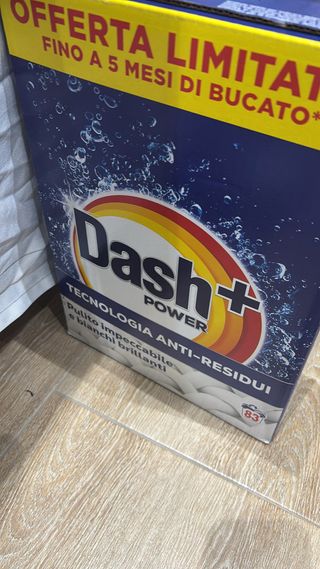 OFFERTA LIMITAT
FINO A 5 MESI DI BUCATO*
Dash+
POWER
TECNOLOGIA ANTI-RESIDUI
Pulito impeccabile
e bianchi brillanti
83